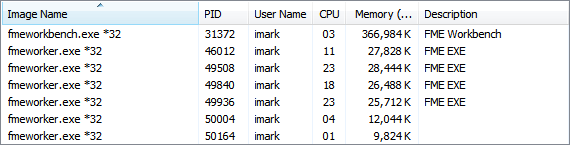 Image Name PID User Name CPU Memory (... Description
fmeworkbench.exe *32 31372 imark 03 366,984 K FME Workbench
fmeworker.exe *32 46012 imark 11 27,828 K FME EXE
fmeworker.exe *32 49508 imark 23 28,444 K FME EXE
fmeworker.exe *32 49840 imark 18 26,488 K FME EXE
fmeworker.exe *32 49936 imark 23 25,712 K FME EXE
fmeworker.exe *32 50004 imark 04 12,044 K
fmeworker.exe *32 50164 imark 01 9,824 K